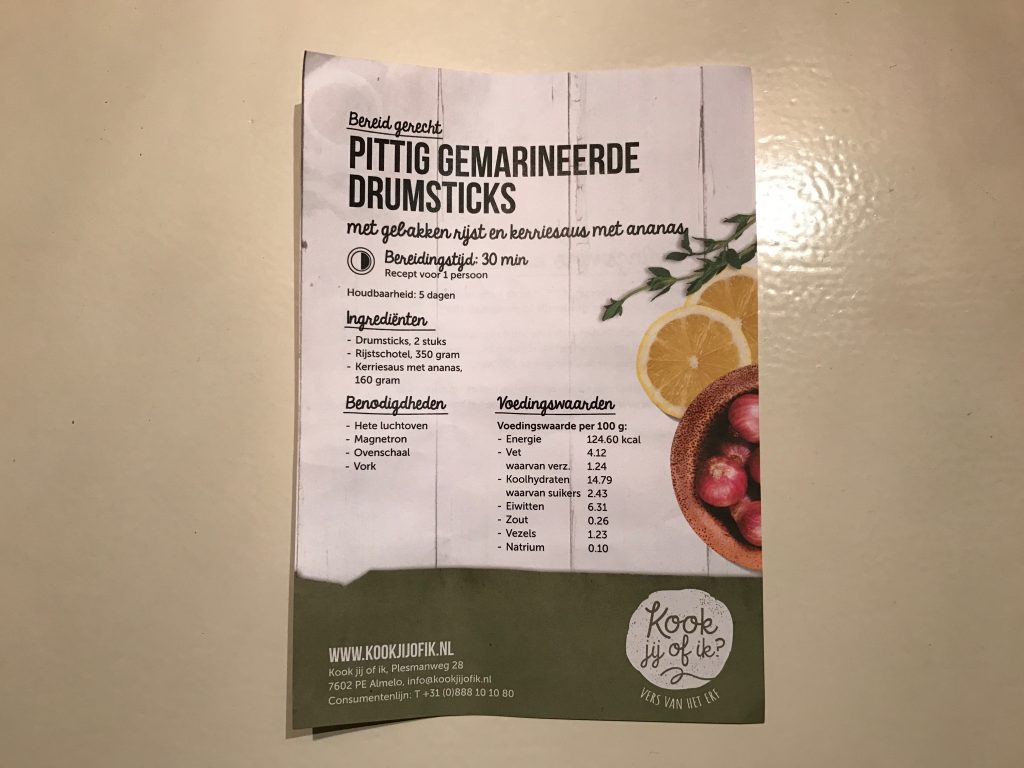 Bereid gerecht
PITTIG GEMARINEERDE
DRUMSTICKS
met gebakken rijst en kerriesaus met ananas
Bereidingstijd: 30 min
Recept voor 1 persoon
Houdbaarheid: 5 dagen
Ingrediënten
- Drumsticks, 2 stuks
- Rijstschotel, 350 gram
- Kerriesaus met ananas,
160 gram
Benodigdheden
- Hete luchtoven
- Magnetron
- Ovenschaal
- Vork
Voedingswaarden
Voedingswaarde per 100 g:
- Energie 124.60 kcal
- Vet 4.12
waarvan verz. 1.24
- Koolhydraten 14.79
waarvan suikers 2.43
- Eiwitten 6.31
- Zout 0.26
- Vezels 1.23
- Natrium 0.10
WWW.KOOKJIJOFIK.NL
Kook jij of ik, Plesmanweg 28
7602 PE Almelo, info@kookjijofik.nl
Consumentenlijn: T +31 (0)888 10 10 80
Kook
jij of ik?
VERS VAN HET ERF